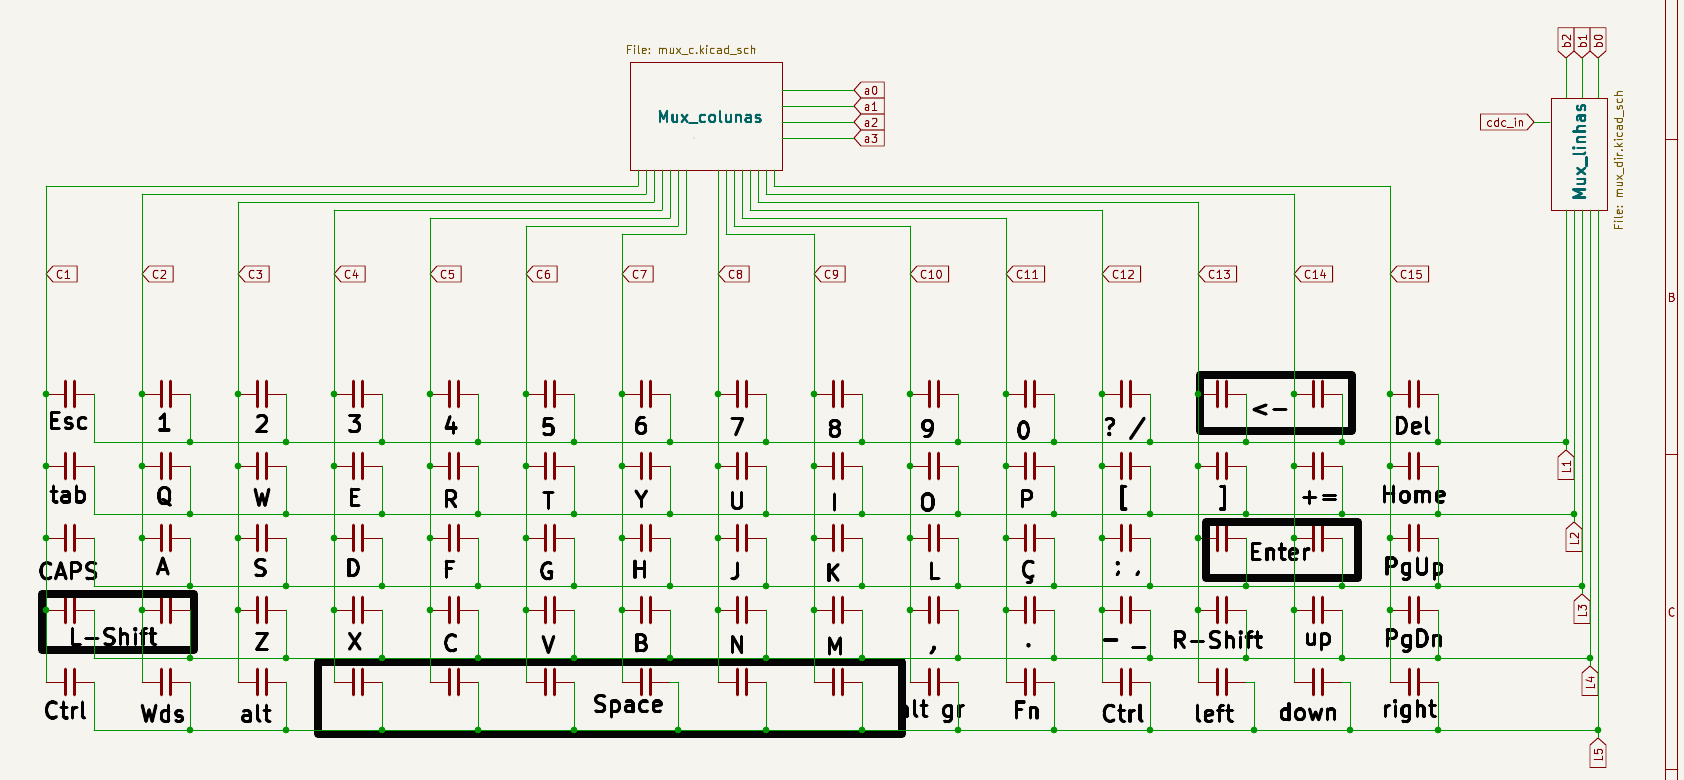 File: mux_c.kicad_sch
Mux_colunas
a0
a1
a2
a3
b2 b1 b0
cdc_in
Mux_linhas
File: mux_dir.kicad_sch
C1 C2 C3 C4 C5 C6 C7 C8 C9 C10 C11 C12 C13 C14 C15
B
Esc 1 2 3 4 5 6 7 8 9 0 ? / <- Del
L1
tab Q W E R T Y U I O P [ ] += Home
L2
CAPS A S D F G H J K L Ç ; , Enter PgUp
L3
C
L-Shift Z X C V B N M , . - _ R-Shift up PgDn
L4
Ctrl Wds alt Space lt gr Fn Ctrl left down right
L5